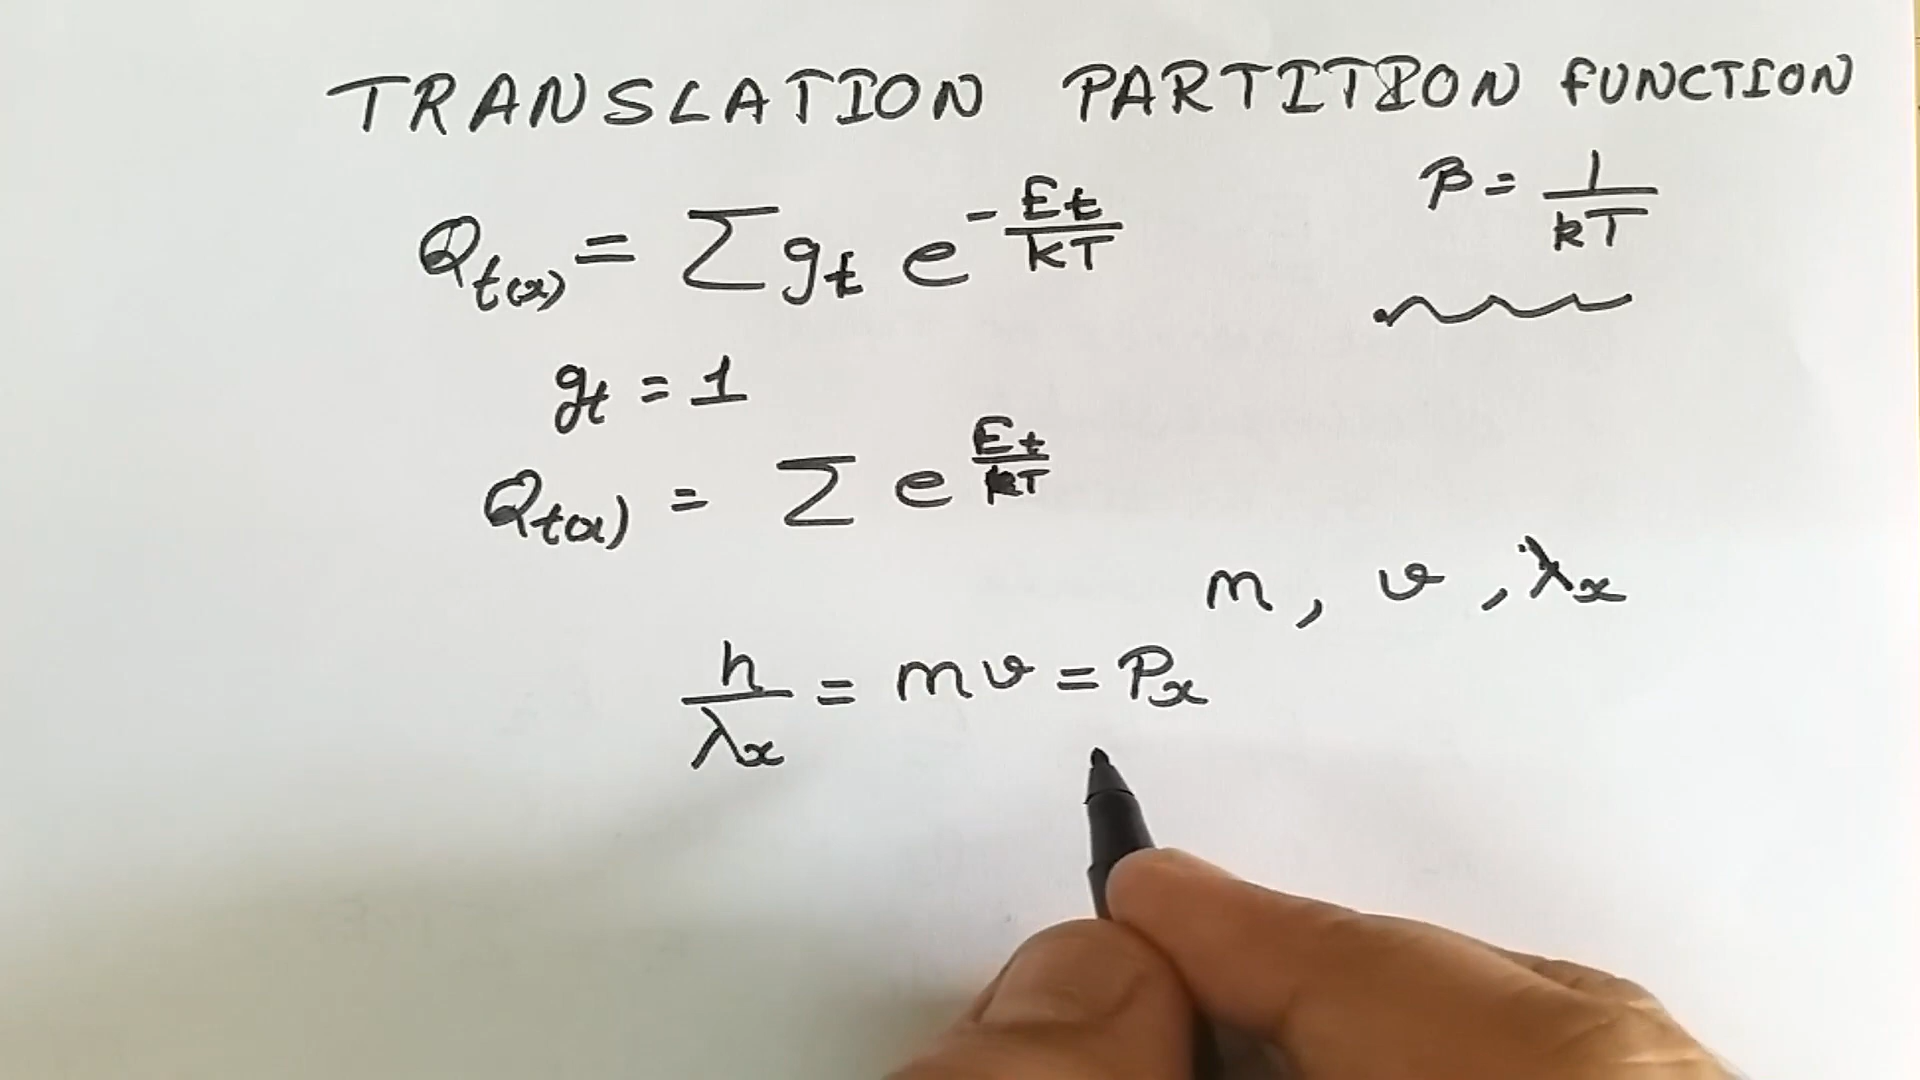 TRANSLATION PARTITION FUNCTION
Q_t(x) = Σ g_t e^(-E_t/kT)
β = 1/kT
g_t = 1
Q_t(x) = Σ e^(E_t/kT)
m, v, λ_x
h/λ_x = mv = P_x